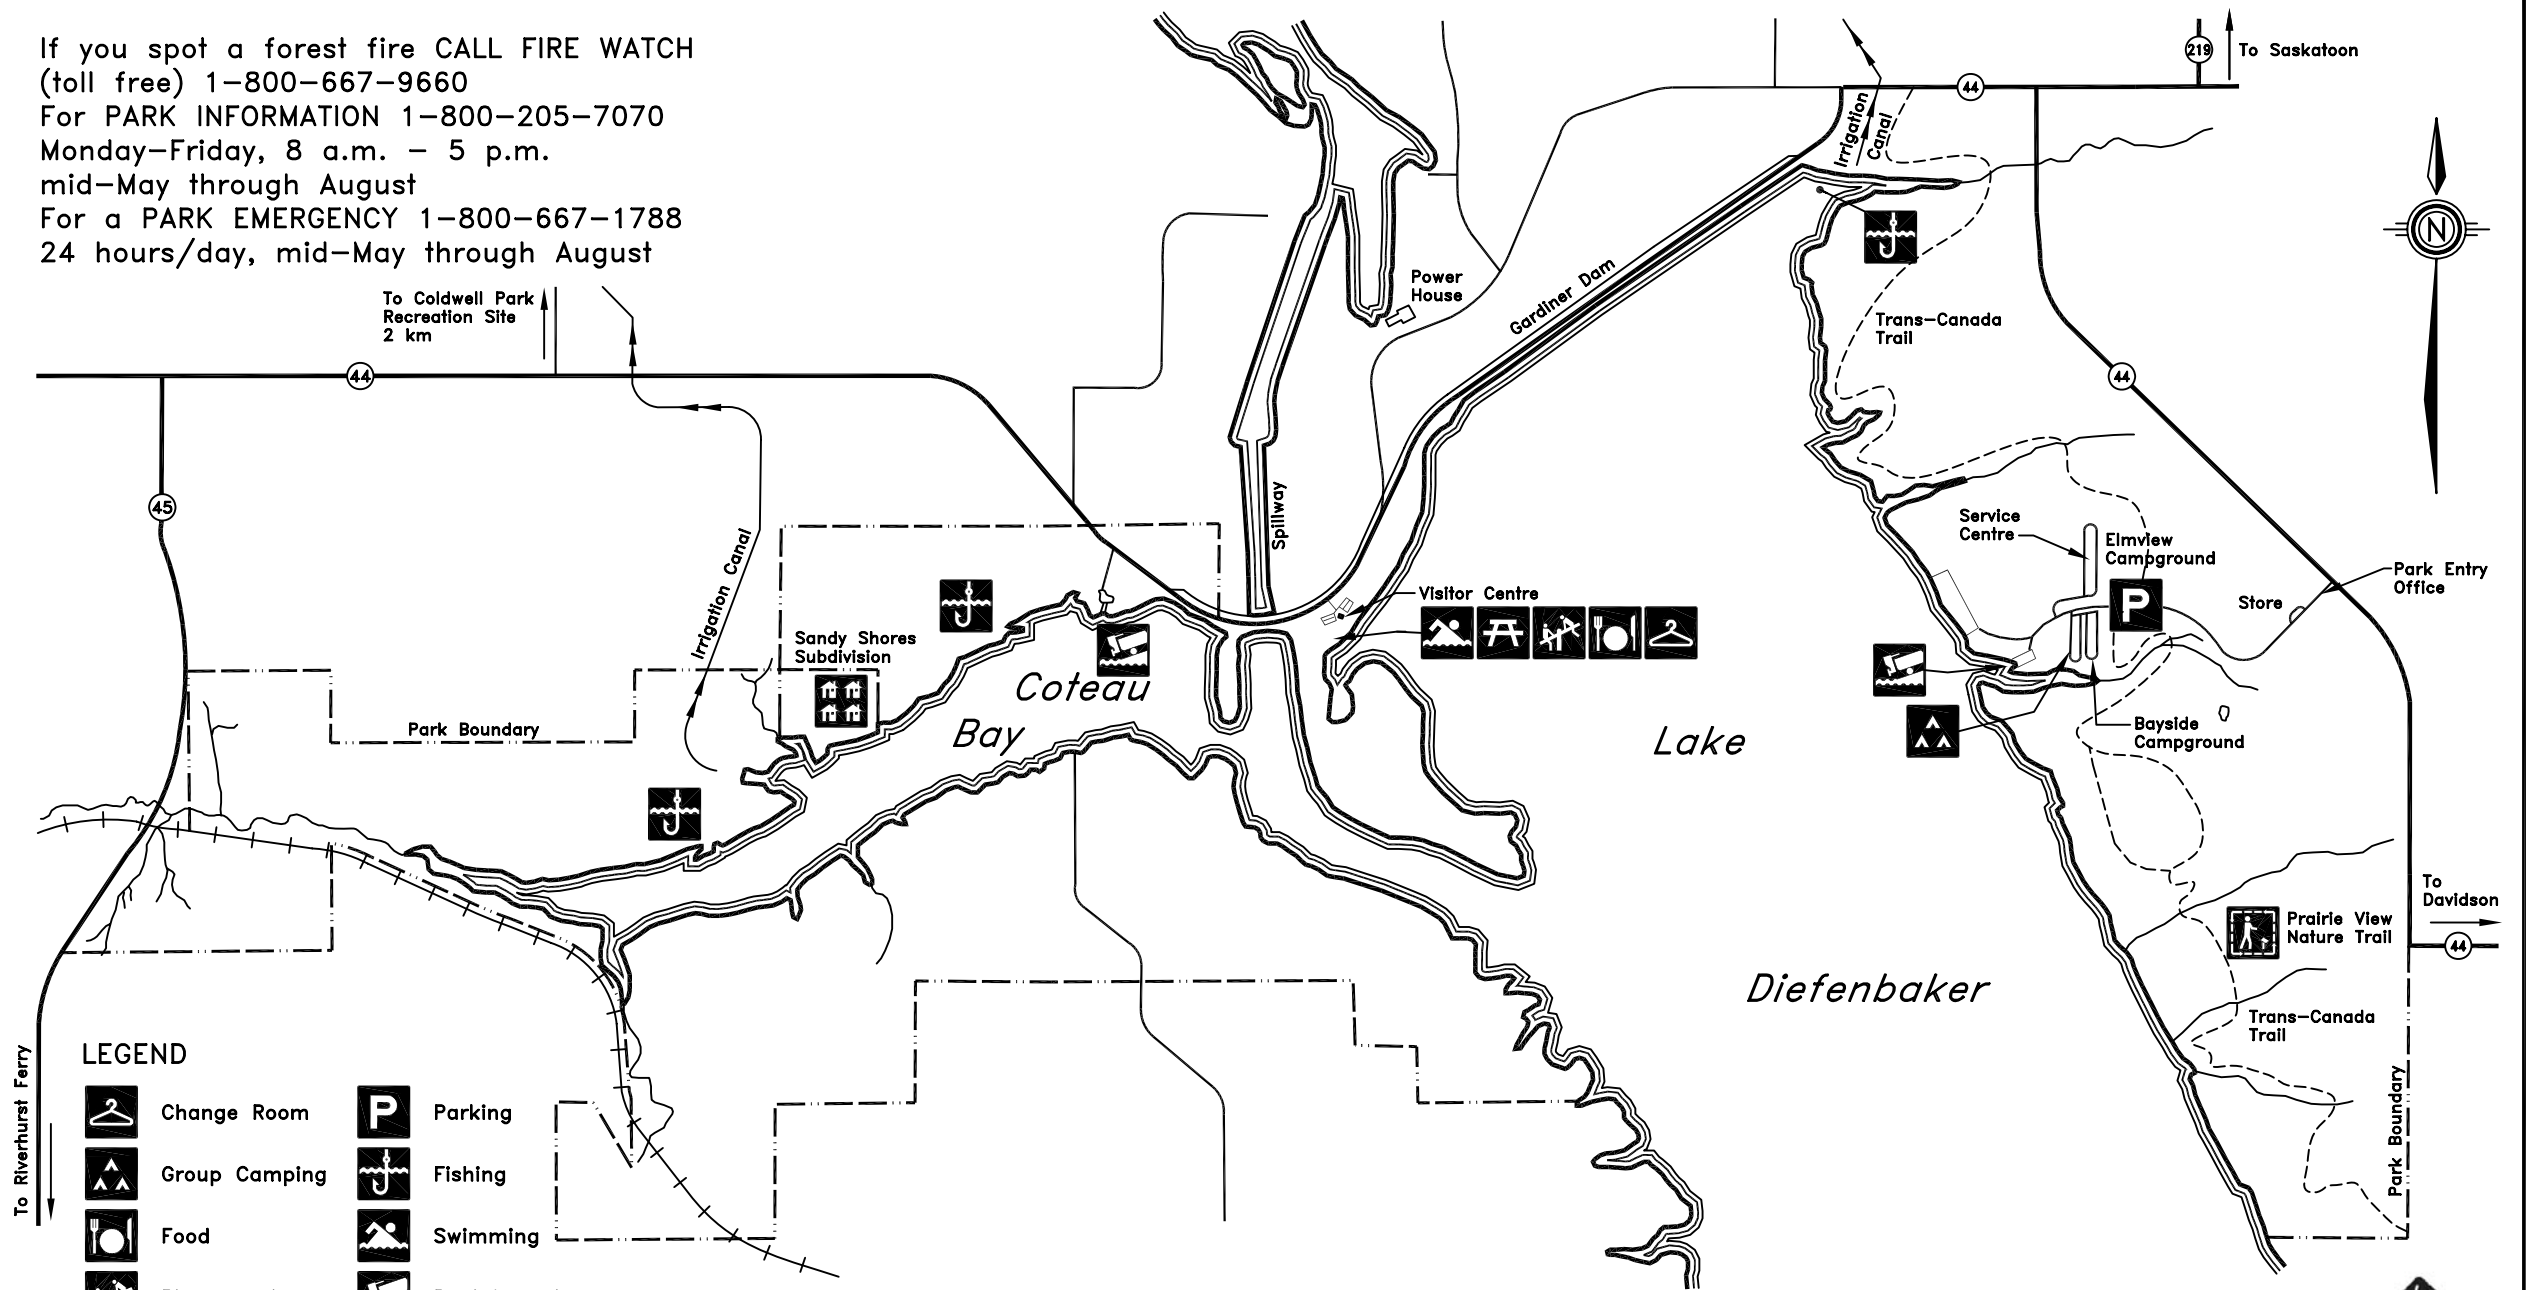 If you spot a forest fire CALL FIRE WATCH
(toll free) 1-800-667-9660
For PARK INFORMATION 1-800-205-7070
Monday-Friday, 8 a.m. - 5 p.m.
mid-May through August
For a PARK EMERGENCY 1-800-667-1788
24 hours/day, mid-May through August
To Coldwell Park
Recreation Site
2 km
44
45
219
To Saskatoon
44
Irrigation
Canal
N
Power
House
Gardiner Dam
Trans-Canada
Trail
44
Spillway
Irrigation Canal
Service
Centre
Elmview
Campground
P
Park Entry
Office
Store
Visitor Centre
Sandy Shores
Subdivision
Coteau
Bay
Park Boundary
Lake
Bayside
Campground
To
Davidson
44
Prairie View
Nature Trail
Diefenbaker
Trans-Canada
Trail
Park Boundary
To Riverhurst Ferry
LEGEND
Change Room
P
Parking
Group Camping
Fishing
Food
Swimming